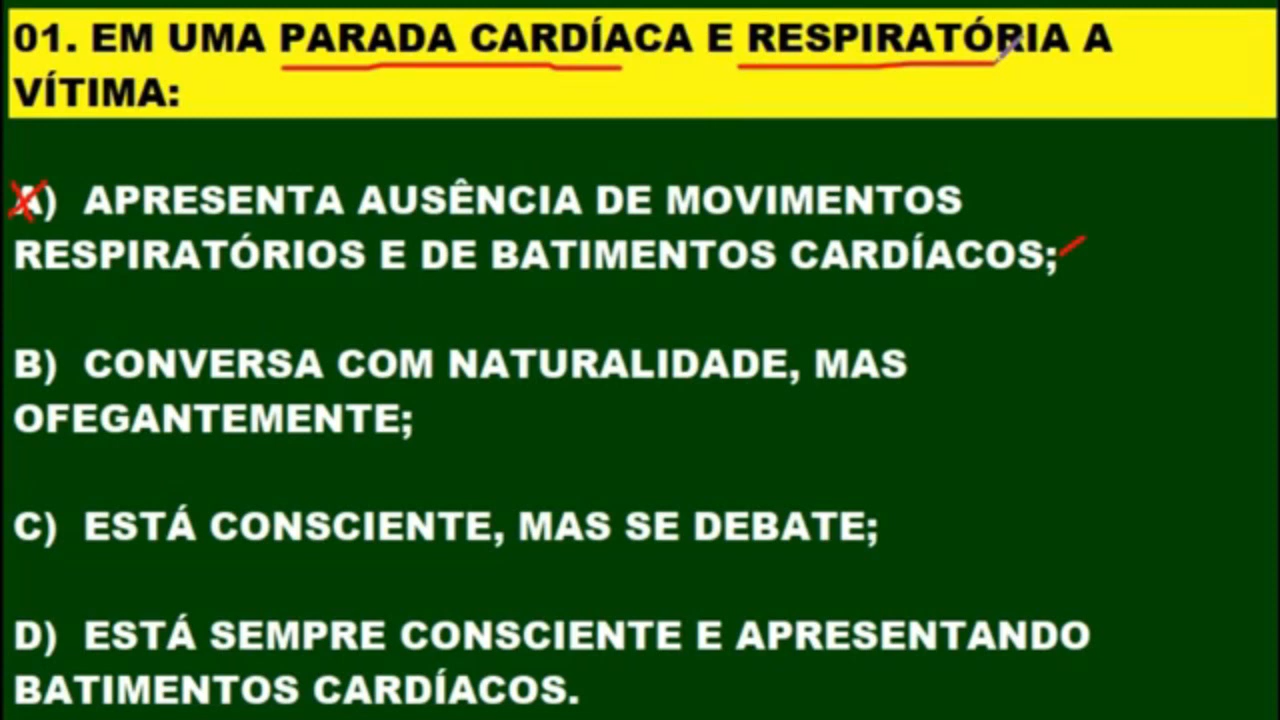 01. EM UMA PARADA CARDÍACA E RESPIRATÓRIA A
VÍTIMA:
A) APRESENTA AUSÊNCIA DE MOVIMENTOS
RESPIRATÓRIOS E DE BATIMENTOS CARDÍACOS;
B) CONVERSA COM NATURALIDADE, MAS
OFEGANTEMENTE;
C) ESTÁ CONSCIENTE, MAS SE DEBATE;
D) ESTÁ SEMPRE CONSCIENTE E APRESENTANDO
BATIMENTOS CARDÍACOS.